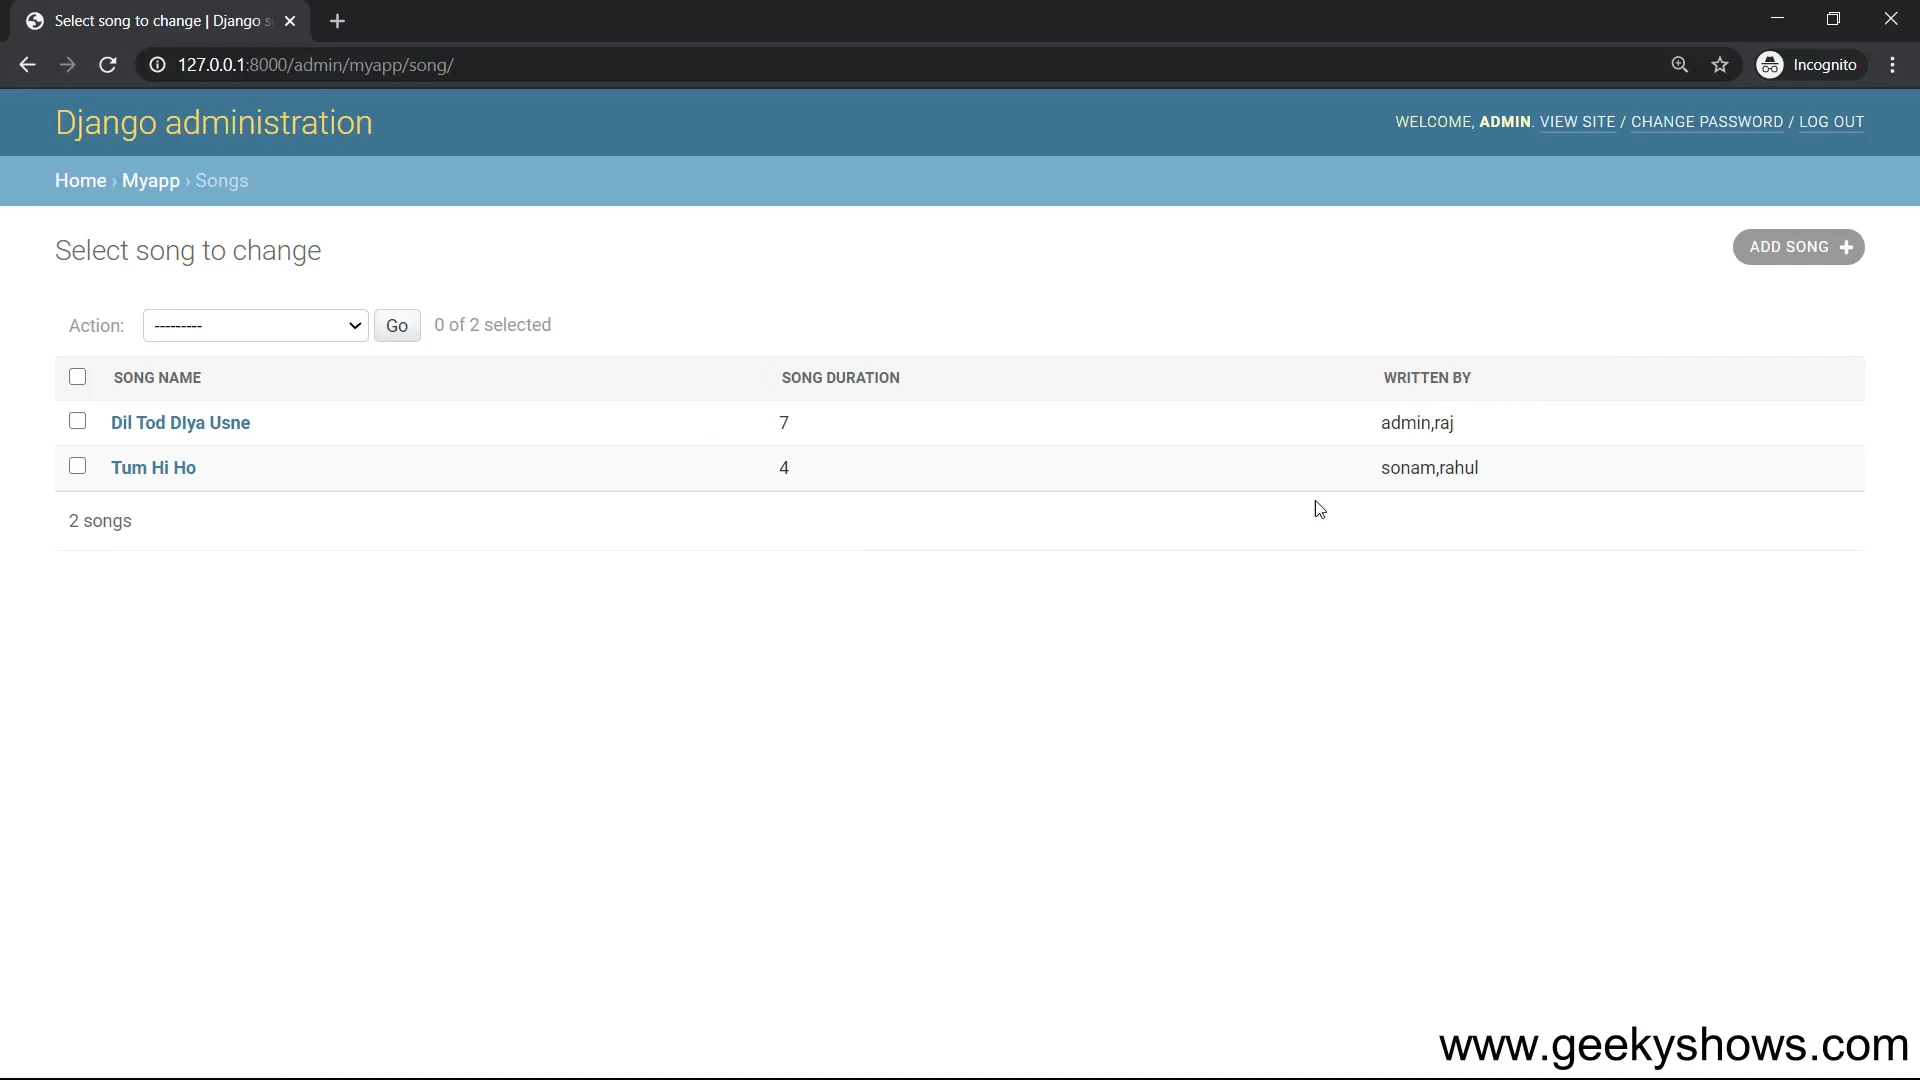 Select song to change | Django s
127.0.0.1:8000/admin/myapp/song/
Incognito
Django administration
WELCOME, ADMIN. VIEW SITE / CHANGE PASSWORD / LOG OUT
Home › Myapp › Songs
Select song to change
ADD SONG +
Action: --------- Go 0 of 2 selected
SONG NAME SONG DURATION WRITTEN BY
Dil Tod DIya Usne 7 admin,raj
Tum Hi Ho 4 sonam,rahul
2 songs
www.geekyshows.com